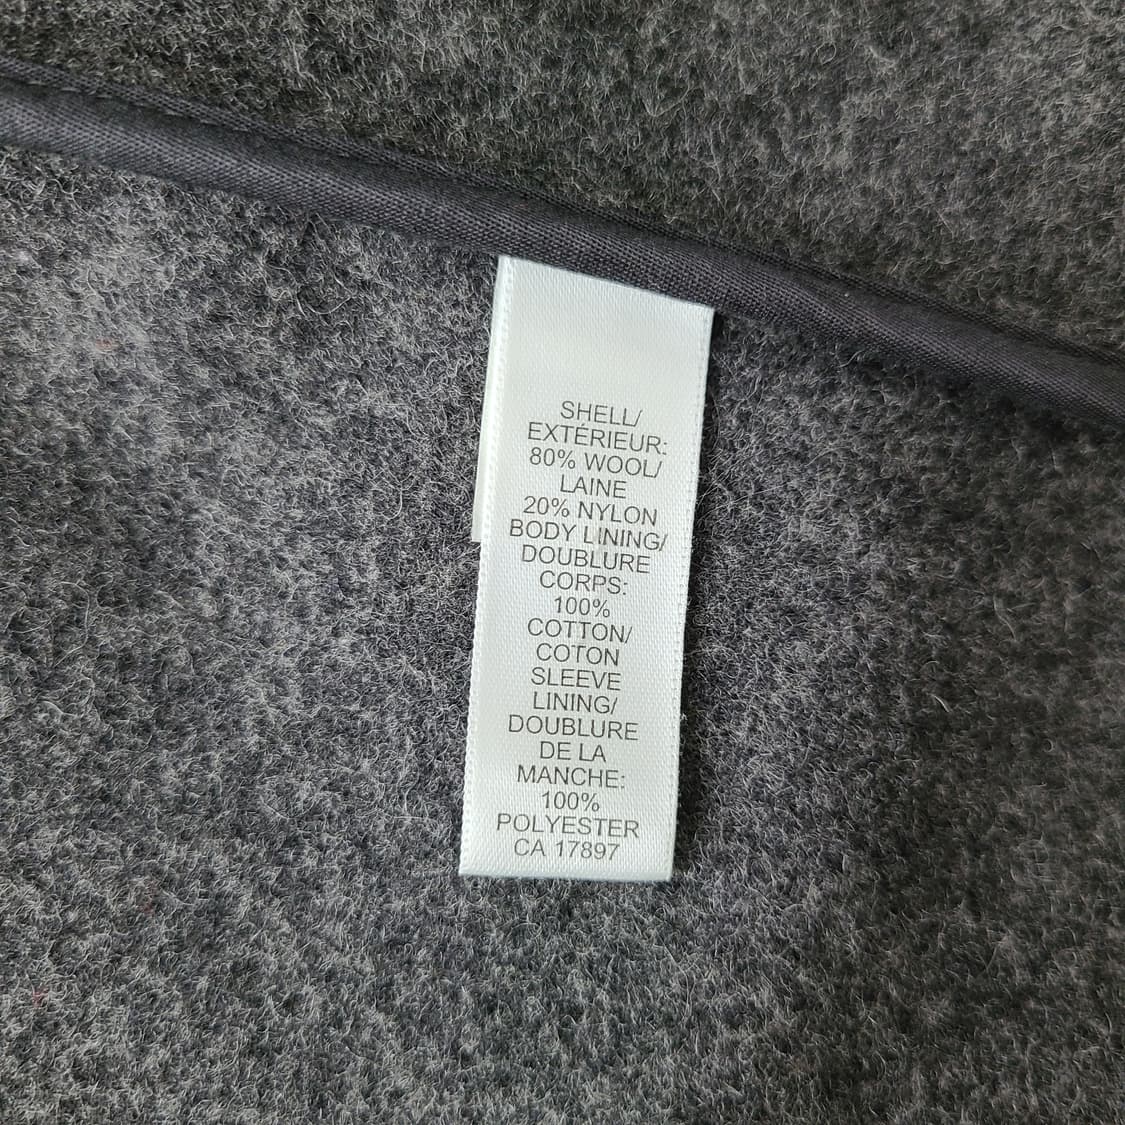 SHELL/
EXTÉRIEUR:
80% WOOL/
LAINE
20% NYLON
BODY LINING/
DOUBLURE
CORPS:
100%
COTTON/
COTON
SLEEVE
LINING/
DOUBLURE
DE LA
MANCHE:
100%
POLYESTER
CA 17897